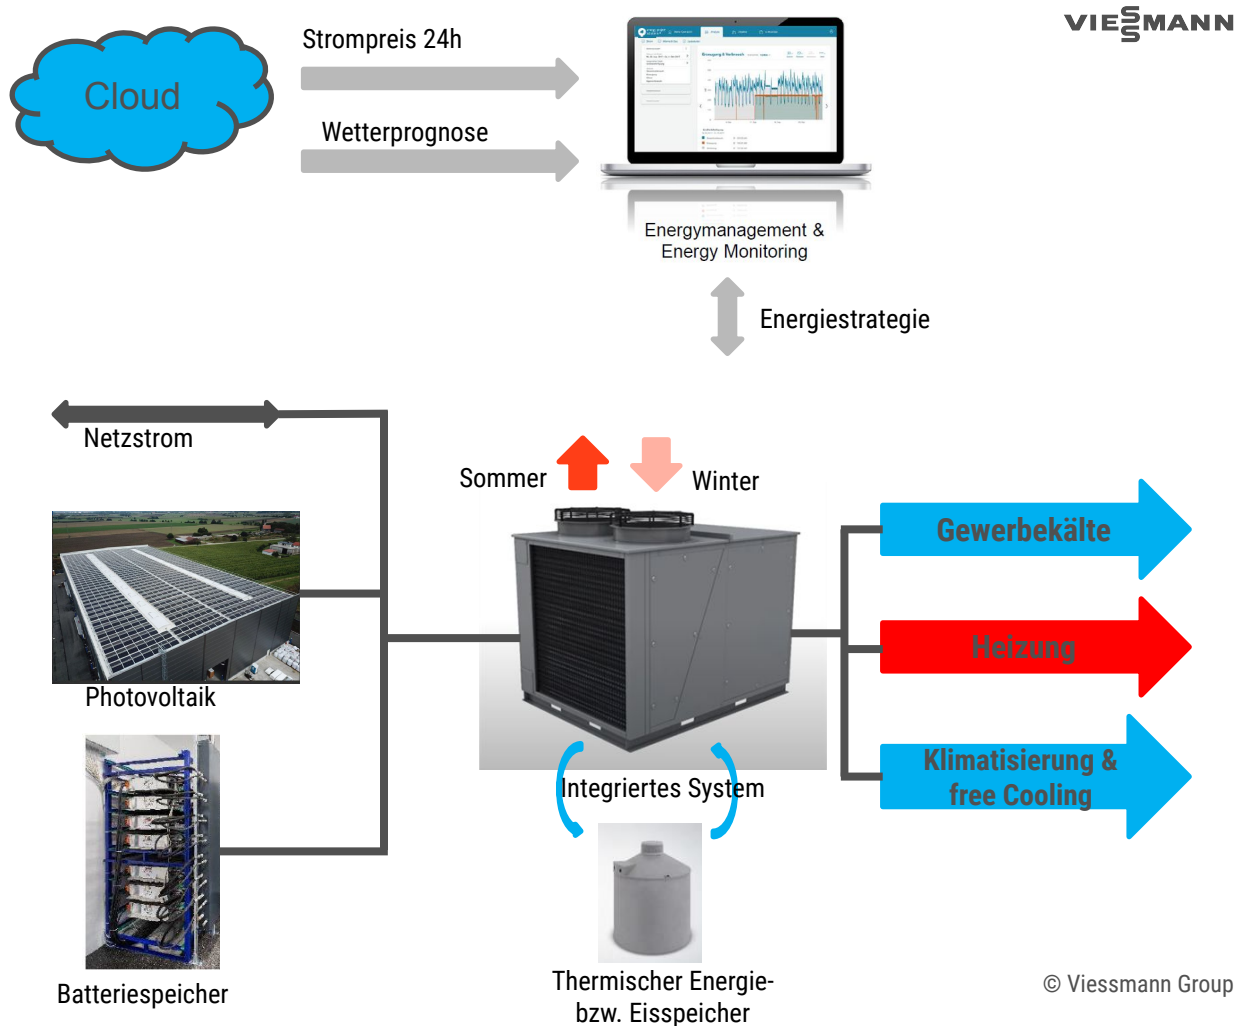 VIESSMANN
Strompreis 24h
Cloud
Wetterprognose
Energymanagement &
Energy Monitoring
Energiestrategie
Netzstrom
Sommer
Winter
Gewerbekälte
Heizung
Photovoltaik
Klimatisierung &
free Cooling
Integriertes System
Batteriespeicher
Thermischer Energie-
bzw. Eisspeicher
© Viessmann Group